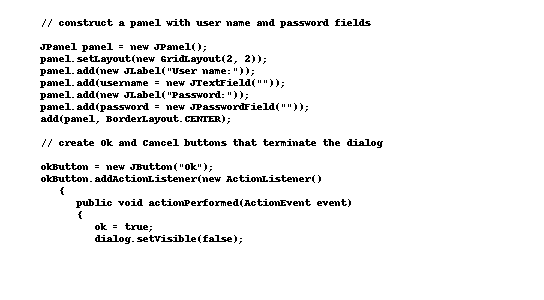 // construct a panel with user name and password fields
JPanel panel = new JPanel();
panel.setLayout(new GridLayout(2, 2));
panel.add(new JLabel("User name:"));
panel.add(username = new JTextField(""));
panel.add(new JLabel("Password:"));
panel.add(password = new JPasswordField(""));
add(panel, BorderLayout.CENTER);
// create Ok and Cancel buttons that terminate the dialog
okButton = new JButton("Ok");
okButton.addActionListener(new ActionListener()
{
public void actionPerformed(ActionEvent event)
{
ok = true;
dialog.setVisible(false);